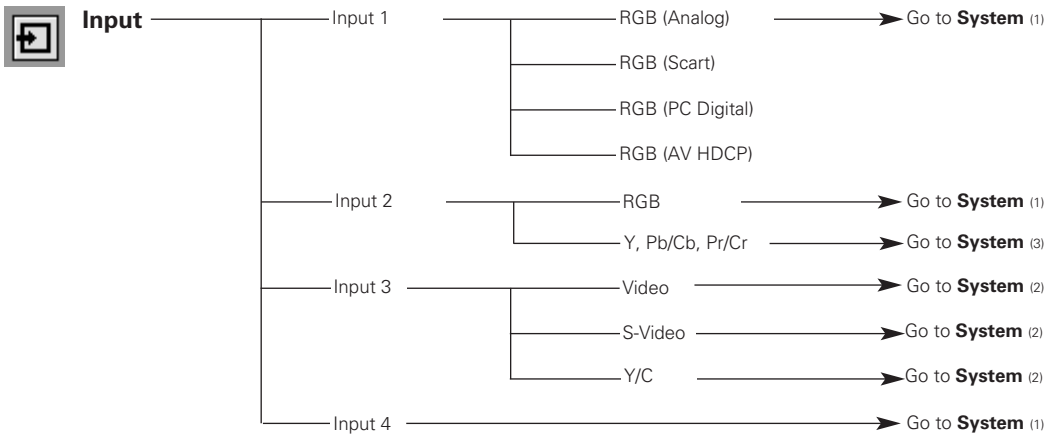 Input Input 1 RGB (Analog) Go to System (1)
RGB (Scart)
RGB (PC Digital)
RGB (AV HDCP)
Input 2 RGB Go to System (1)
Y, Pb/Cb, Pr/Cr Go to System (3)
Input 3 Video Go to System (2)
S-Video Go to System (2)
Y/C Go to System (2)
Input 4 Go to System (1)